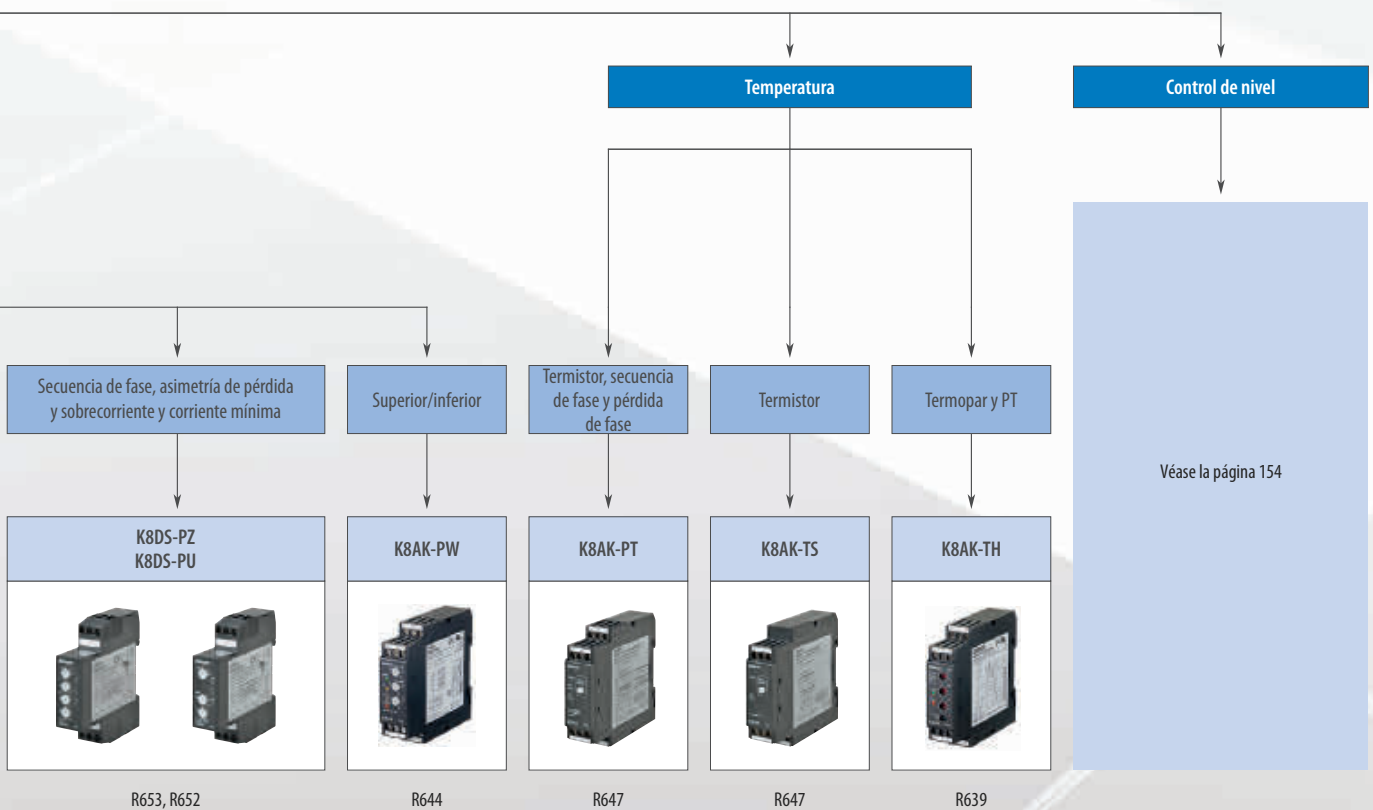 Temperatura
Control de nivel
Secuencia de fase, asimetría de pérdida
y sobrecorriente y corriente mínima
Superior/inferior
Termistor, secuencia
de fase y pérdida
de fase
Termistor
Termopar y PT
Véase la página 154
K8DS-PZ
K8DS-PU
K8AK-PW
K8AK-PT
K8AK-TS
K8AK-TH
R653, R652
R644
R647
R647
R639